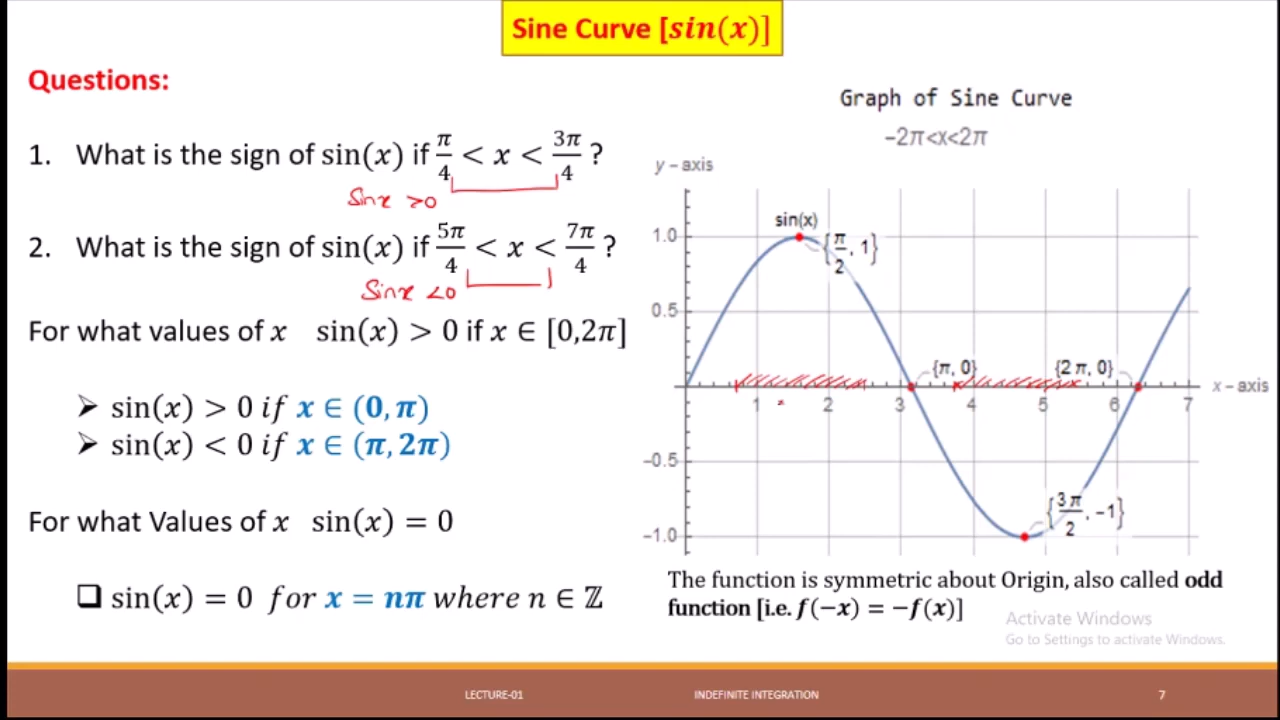 Sine Curve [sin(x)]
Questions:
1. What is the sign of sin(x) if π/4 < x < 3π/4 ?
Sinx >0
2. What is the sign of sin(x) if 5π/4 < x < 7π/4 ?
Sinx <0
For what values of x sin(x) > 0 if x ∈ [0,2π]
➢ sin(x) > 0 if x ∈ (0, π)
➢ sin(x) < 0 if x ∈ (π, 2π)
For what Values of x sin(x) = 0
❑ sin(x) = 0 for x = nπ where n ∈ ℤ
Graph of Sine Curve
-2π<x<2π
y – axis
sin(x)
1.0
{π/2, 1}
0.5
{π, 0}
{2 π, 0}
x – axis
1 2 3 4 5 6 7
-0.5
{3 π/2, -1}
-1.0
The function is symmetric about Origin, also called odd
function [i.e. f(−x) = −f(x)]
Activate Windows
Go to Settings to activate Windows.
LECTURE-01
INDEFINITE INTEGRATION
7